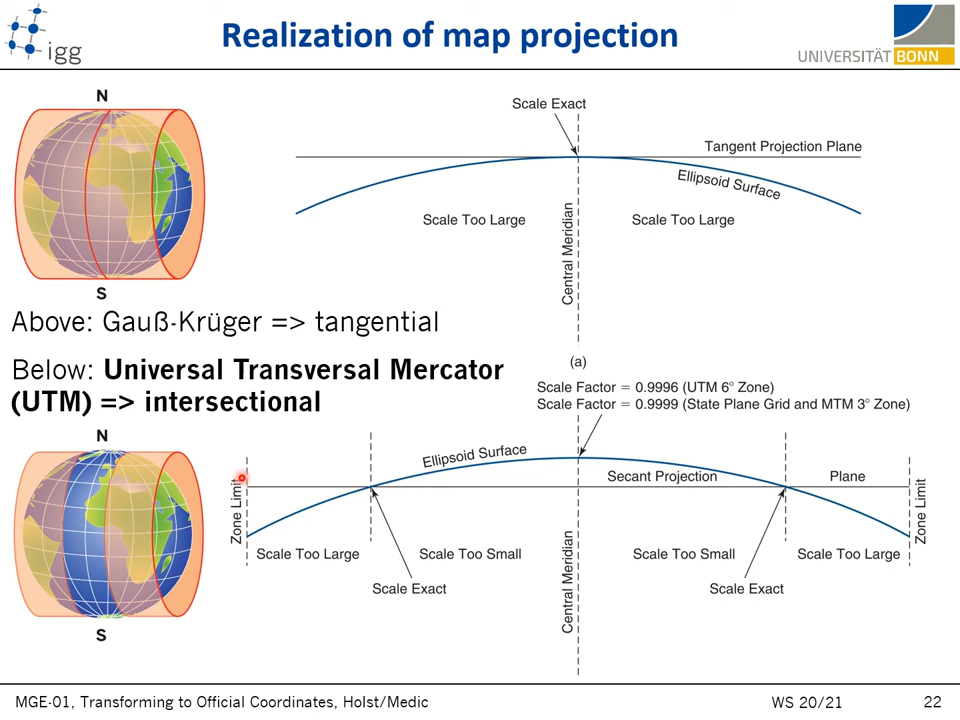 Realization of map projection
igg
UNIVERSITÄT BONN
N
S
Scale Exact
Tangent Projection Plane
Ellipsoid Surface
Scale Too Large
Scale Too Large
Central Meridian
(a)
Above: Gauß-Krüger => tangential
Below: Universal Transversal Mercator
(UTM) => intersectional
N
S
Scale Factor = 0.9996 (UTM 6° Zone)
Scale Factor = 0.9999 (State Plane Grid and MTM 3° Zone)
Ellipsoid Surface
Secant Projection
Plane
Zone Limit
Zone Limit
Scale Too Large
Scale Too Small
Scale Too Small
Scale Too Large
Scale Exact
Scale Exact
Central Meridian
MGE-01, Transforming to Official Coordinates, Holst/Medic
WS 20/21
22